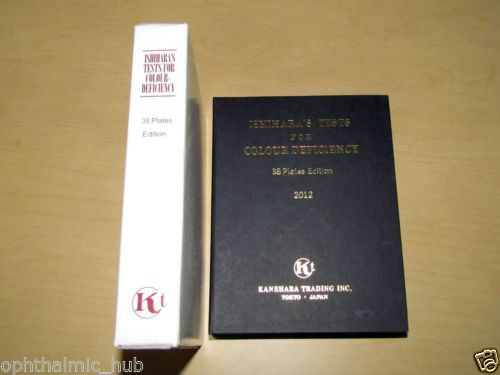 ISHIHARA'S
TESTS FOR
COLOUR-
DEFICIENCY
38 Plates
Edition
Kt
ISHIHARA'S TESTS
FOR
COLOUR DEFICIENCY
38 Plates Edition
2012
Kt
KANEHARA TRADING INC.
TOKYO · JAPAN
ophthalmic_hub